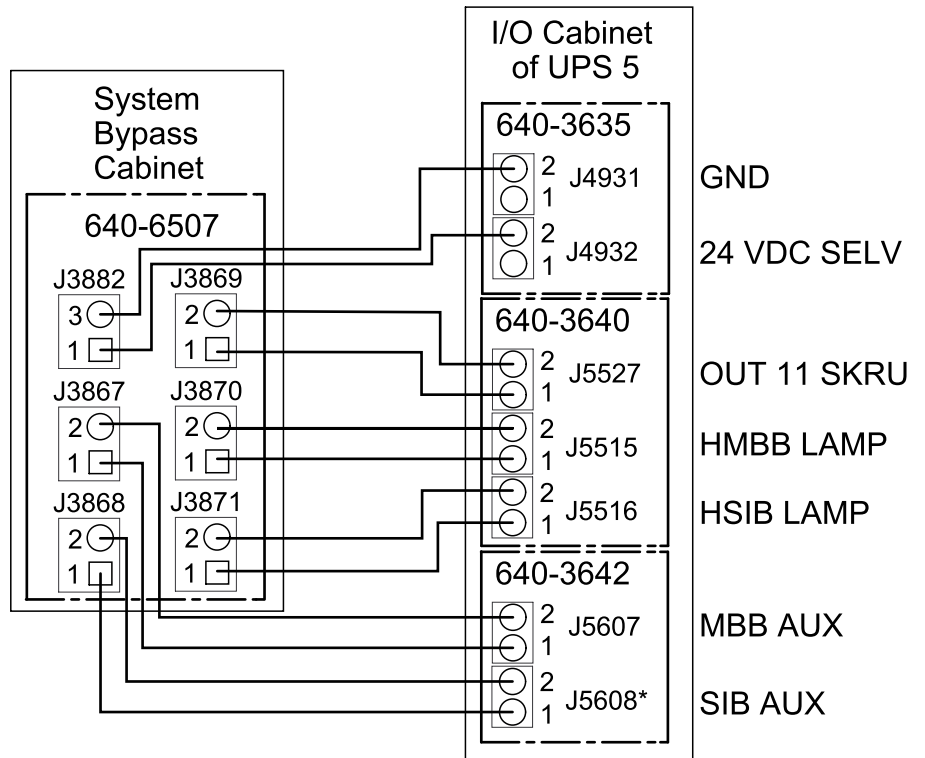 I/O Cabinet
of UPS 5
System
Bypass
Cabinet
640-6507
J3882
3
1
J3869
2
1
J3867
2
1
J3870
2
1
J3868
2
1
J3871
2
1
640-3635
2
1
J4931
GND
2
1
J4932
24 VDC SELV
640-3640
2
1
J5527
OUT 11 SKRU
2
1
J5515
HMBB LAMP
2
1
J5516
HSIB LAMP
640-3642
2
1
J5607
MBB AUX
2
1
J5608*
SIB AUX